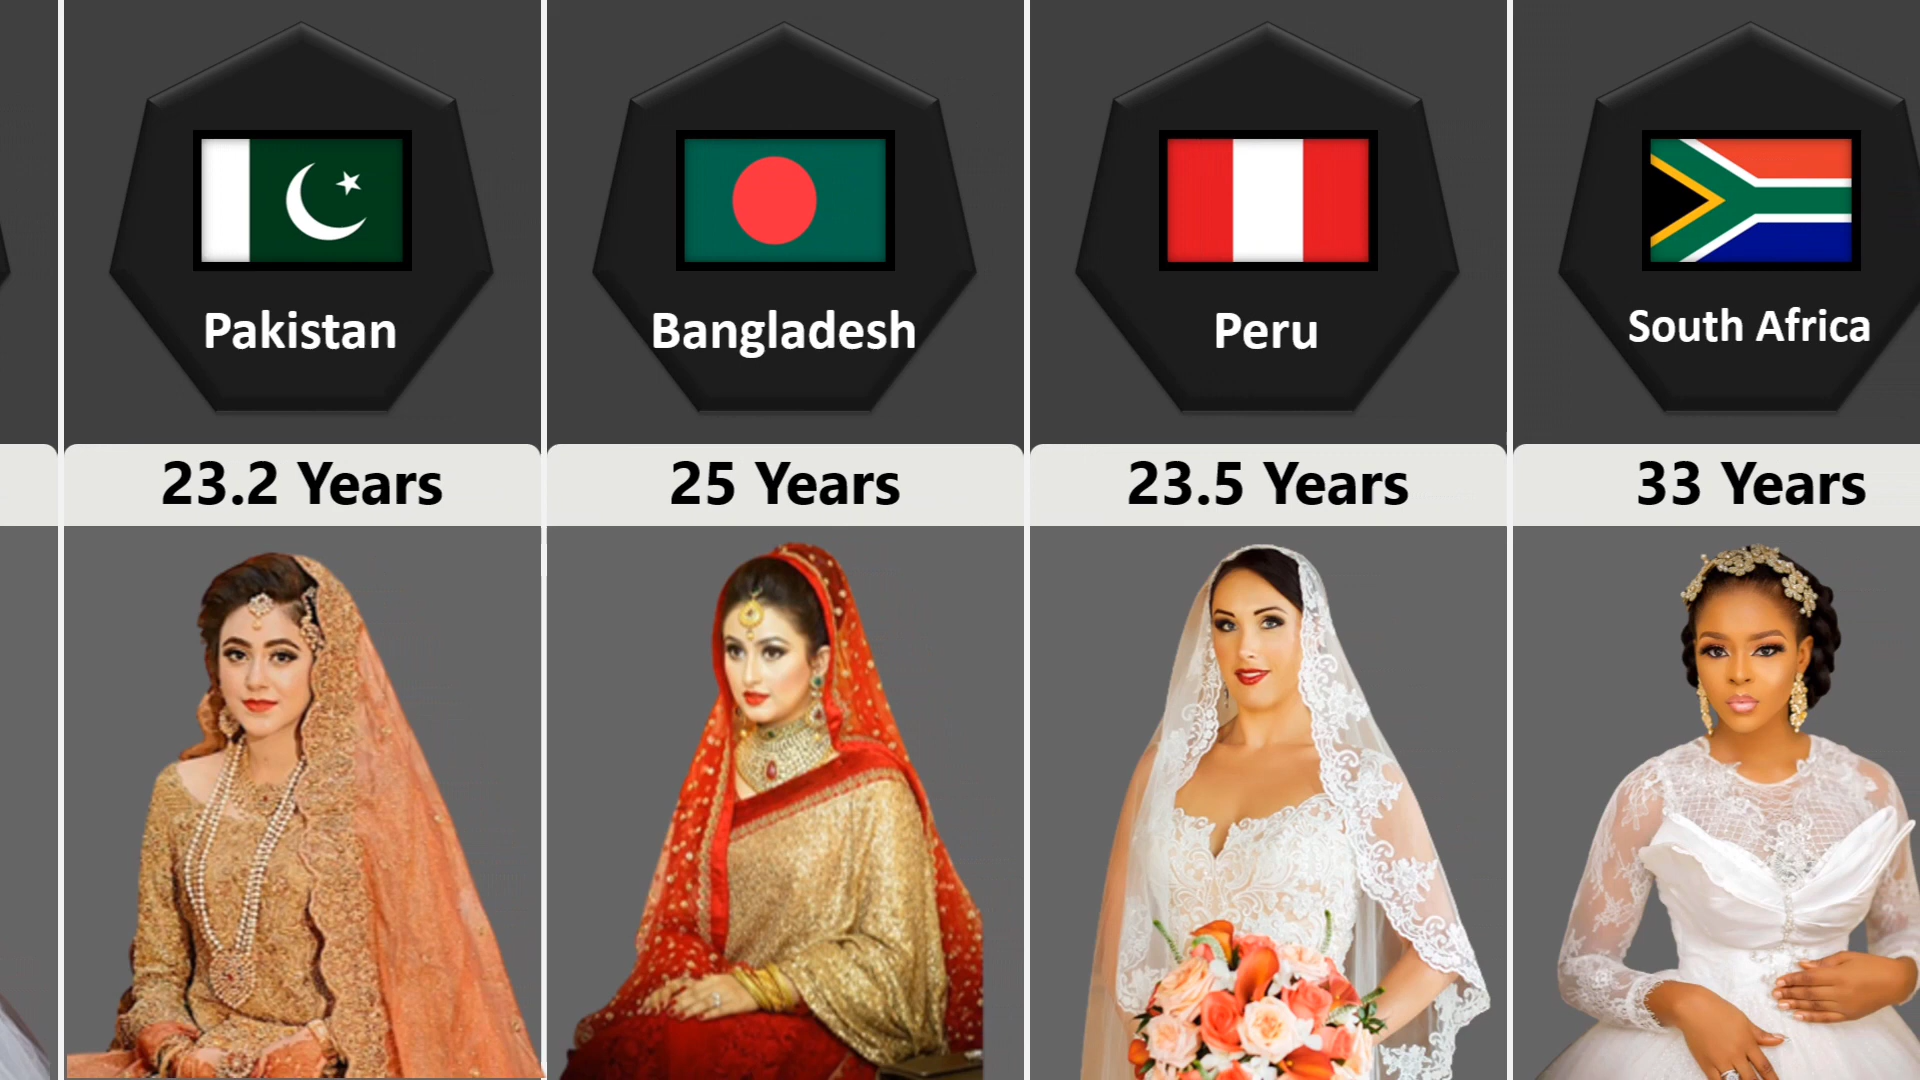 Pakistan
23.2 Years
Bangladesh
25 Years
Peru
23.5 Years
South Africa
33 Years